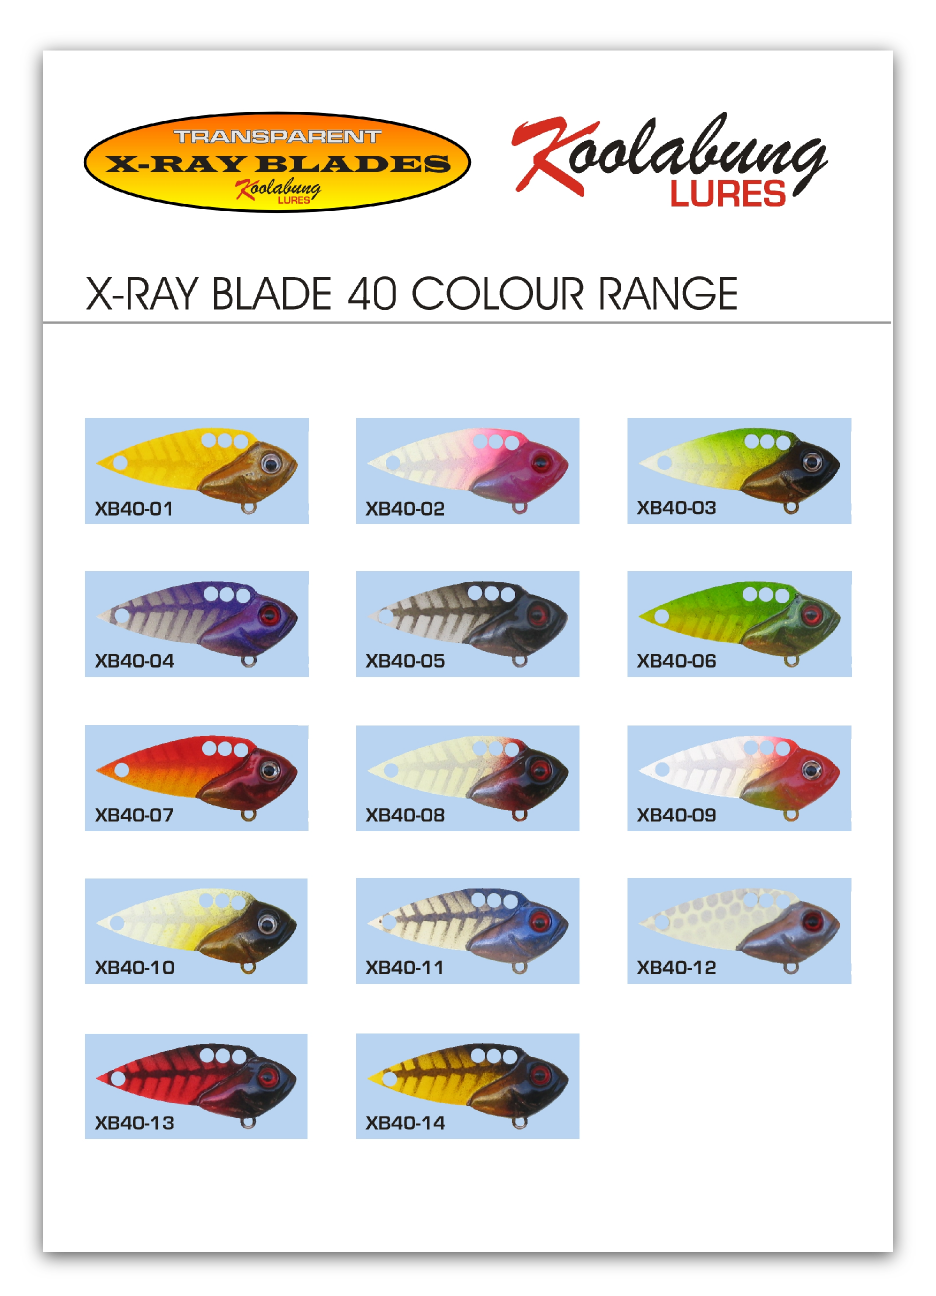 TRANSPARENT
X-RAY BLADES
Koolabung
LURES
Koolabung
LURES
X-RAY BLADE 40 COLOUR RANGE
XB40-01
XB40-02
XB40-03
XB40-04
XB40-05
XB40-06
XB40-07
XB40-08
XB40-09
XB40-10
XB40-11
XB40-12
XB40-13
XB40-14